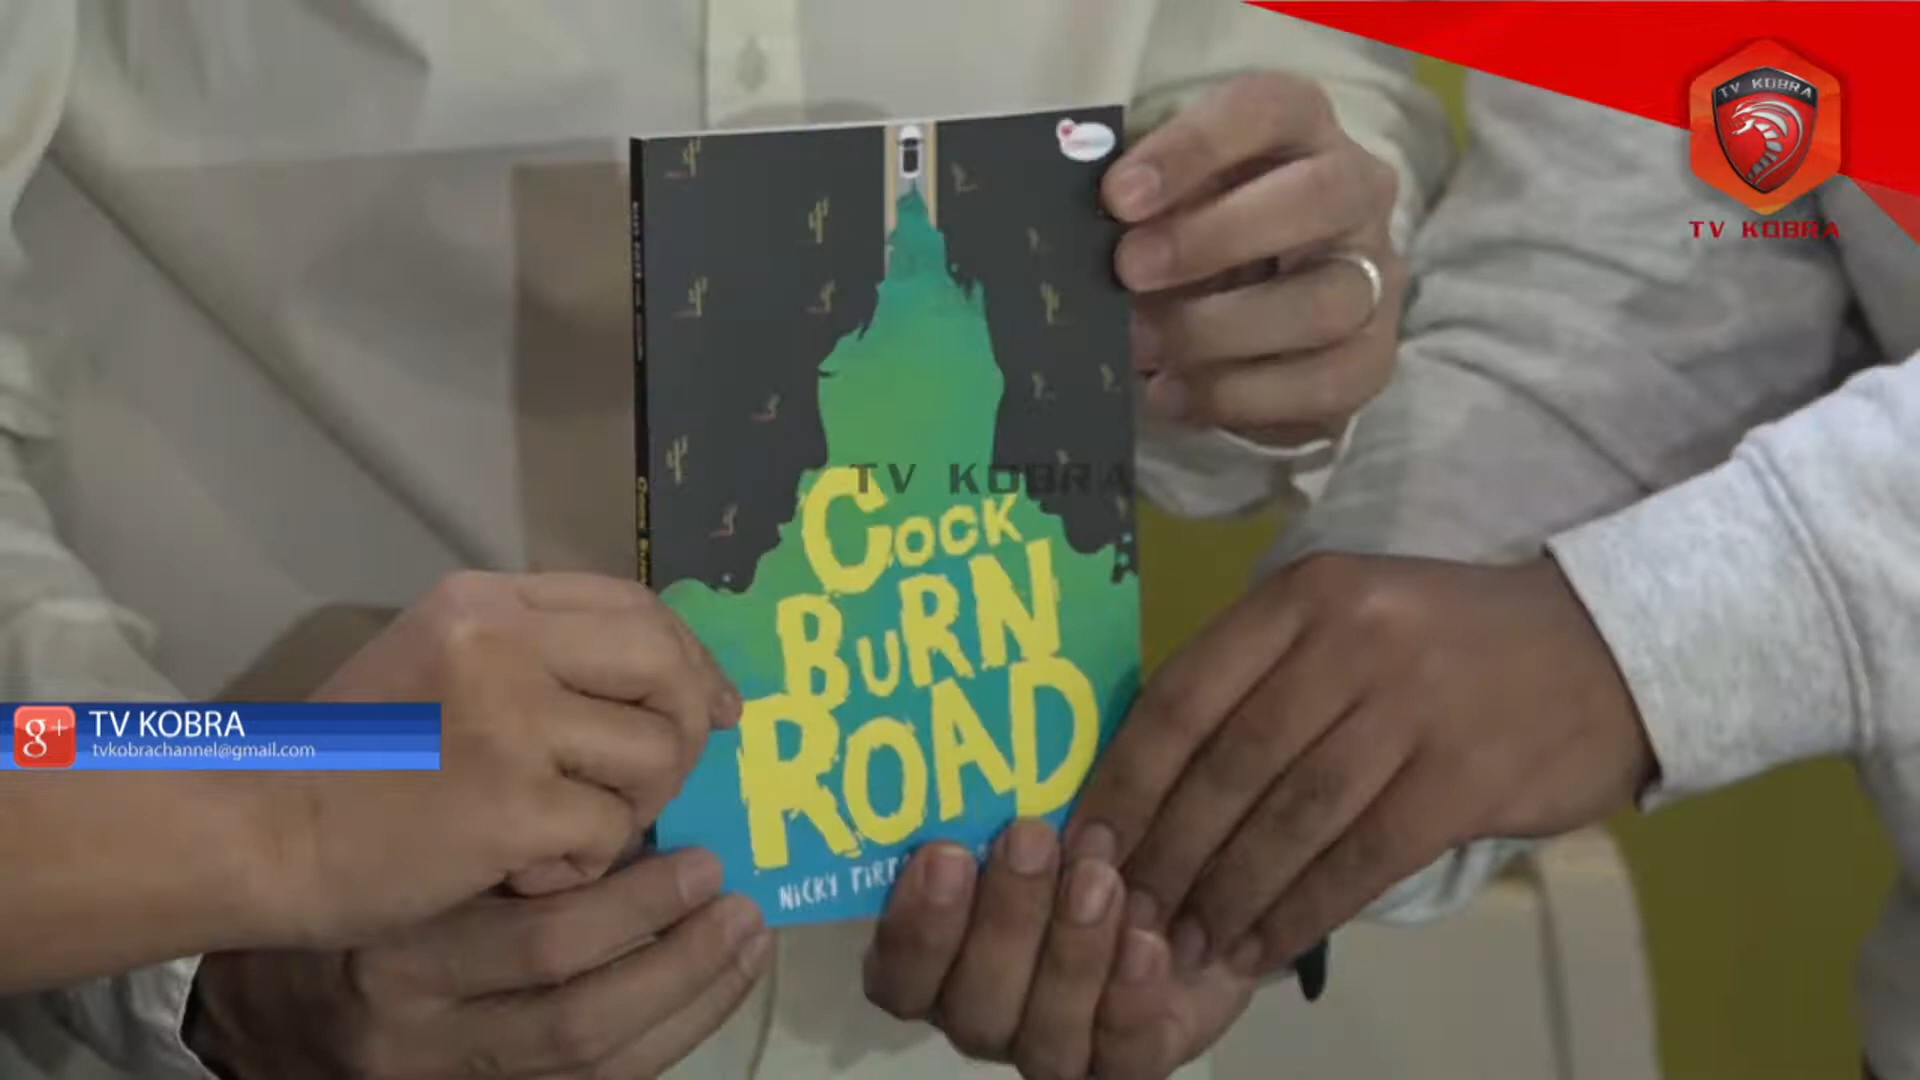 TV KOBRA
TV KOBRA
TV KOBRA
COCK
BURN
ROAD
NICKY
TV KOBRA
tvkobrachannel@gmail.com
g+